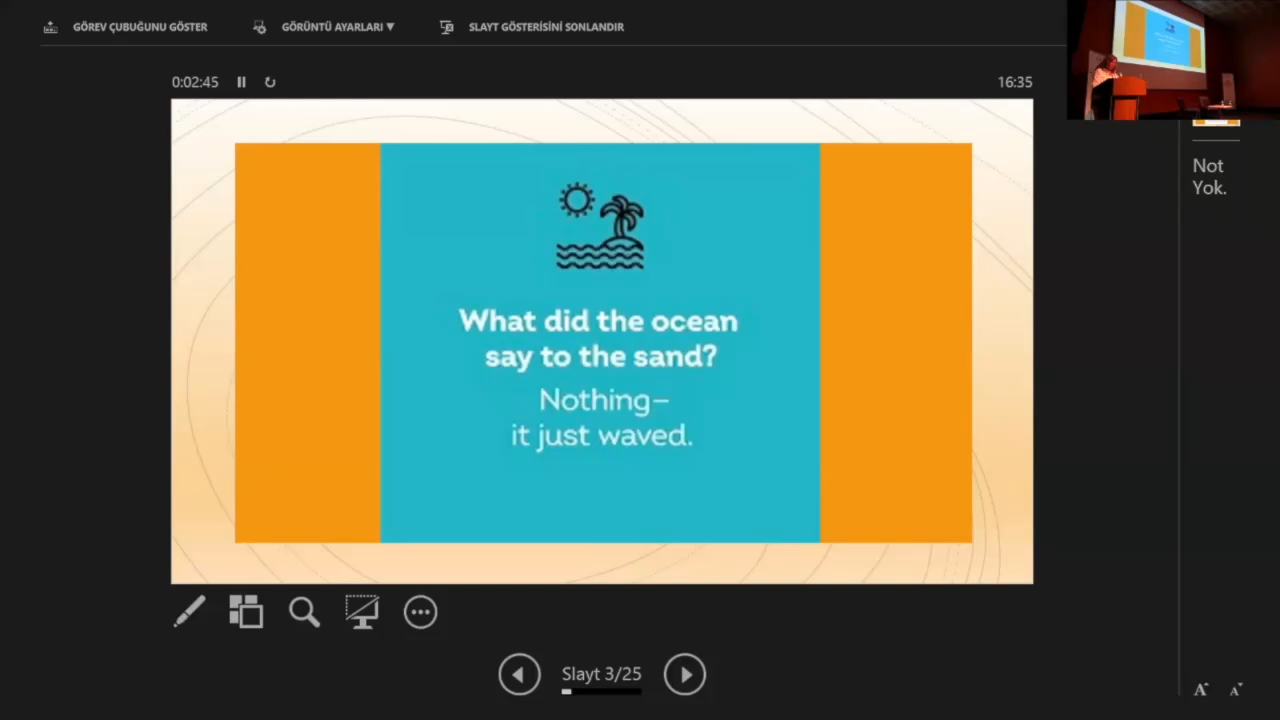 GÖREV ÇUBUĞUNU GÖSTER
GÖRÜNTÜ AYARLARI ▼
SLAYT GÖSTERİSİNİ SONLANDIR
0:02:45
16:35
What did the ocean
say to the sand?
Nothing–
it just waved.
Not
Yok.
Slayt 3/25
A
A